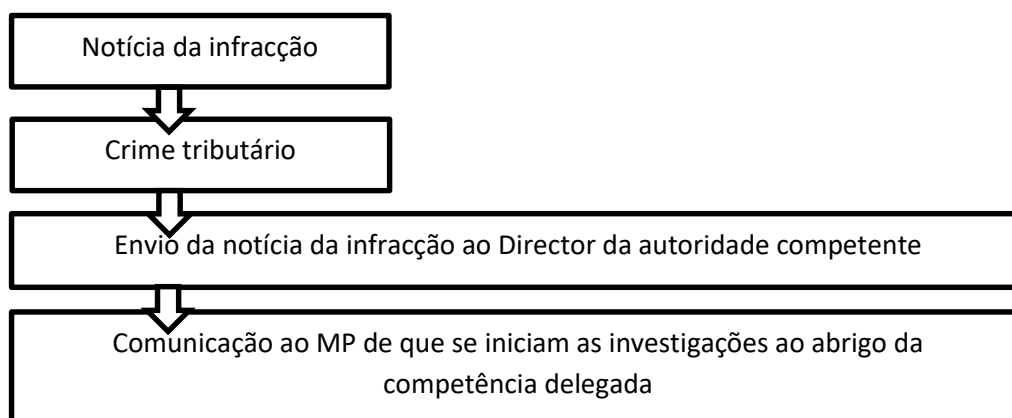 Notícia da infracção
Crime tributário
Envio da notícia da infracção ao Director da autoridade competente
Comunicação ao MP de que se iniciam as investigações ao abrigo da
competência delegada